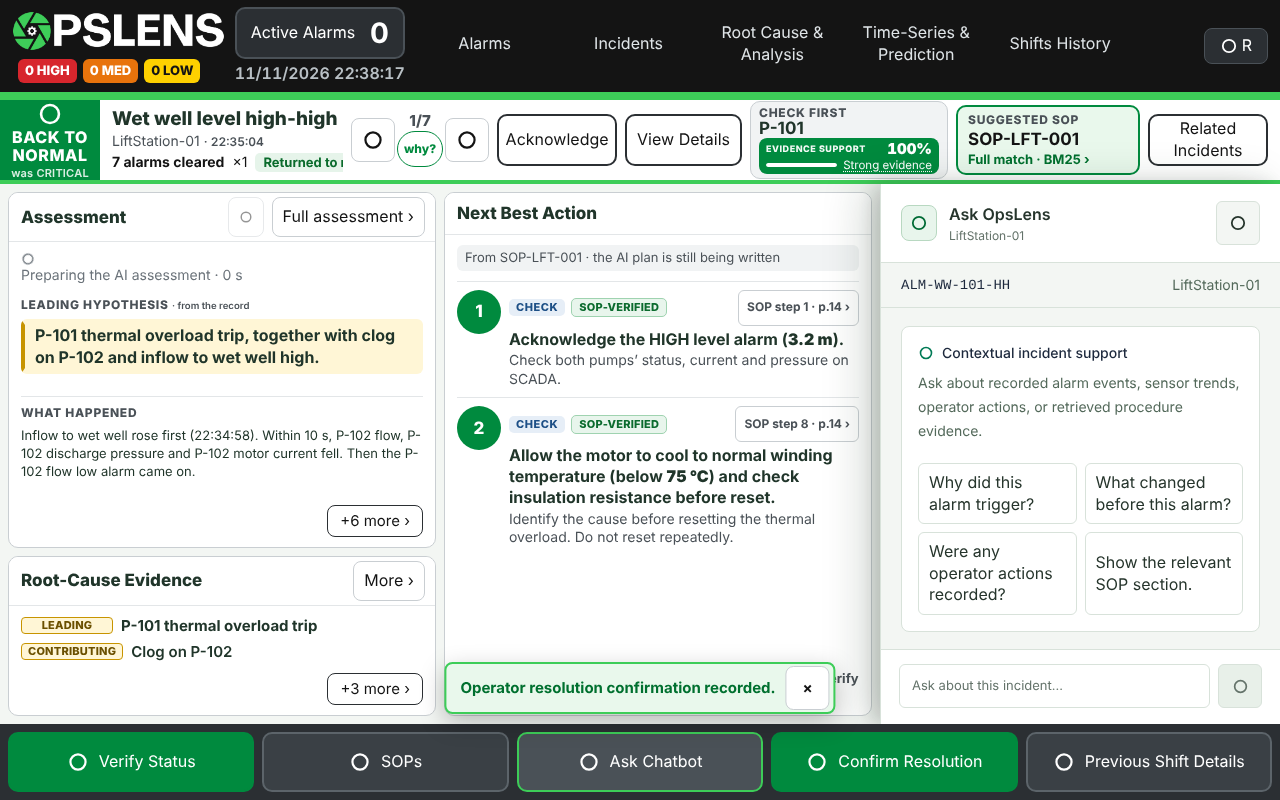 OPSLENS
Active Alarms 0
0 HIGH 0 MED 0 LOW
11/11/2026 22:38:17
Alarms
Incidents
Root Cause &
Analysis
Time-Series &
Prediction
Shifts History
R
BACK TO
NORMAL
was CRITICAL
Wet well level high-high
LiftStation-01 · 22:35:04
7 alarms cleared ×1 Returned to
1/7
why?
Acknowledge
View Details
CHECK FIRST
P-101
EVIDENCE SUPPORT 100%
Strong evidence
SUGGESTED SOP
SOP-LFT-001
Full match · BM25 ›
Related
Incidents
Assessment
Full assessment ›
Preparing the AI assessment · 0 s
LEADING HYPOTHESIS · from the record
P-101 thermal overload trip, together with clog
on P-102 and inflow to wet well high.
WHAT HAPPENED
Inflow to wet well rose first (22:34:58). Within 10 s, P-102 flow, P-
102 discharge pressure and P-102 motor current fell. Then the P-
102 flow low alarm came on.
+6 more ›
Root-Cause Evidence
More ›
LEADING P-101 thermal overload trip
CONTRIBUTING Clog on P-102
+3 more ›
Next Best Action
From SOP-LFT-001 · the AI plan is still being written
1
CHECK SOP-VERIFIED SOP step 1 · p.14 ›
Acknowledge the HIGH level alarm (3.2 m).
Check both pumps’ status, current and pressure on
SCADA.
2
CHECK SOP-VERIFIED SOP step 8 · p.14 ›
Allow the motor to cool to normal winding
temperature (below 75 °C) and check
insulation resistance before reset.
Identify the cause before resetting the thermal
overload. Do not reset repeatedly.
Operator resolution confirmation recorded. ×
Ask OpsLens
LiftStation-01
ALM-WW-101-HH LiftStation-01
Contextual incident support
Ask about recorded alarm events, sensor trends,
operator actions, or retrieved procedure
evidence.
Why did this
alarm trigger?
What changed
before this alarm?
Were any
operator actions
recorded?
Show the relevant
SOP section.
Ask about this incident...
Verify Status
SOPs
Ask Chatbot
Confirm Resolution
Previous Shift Details